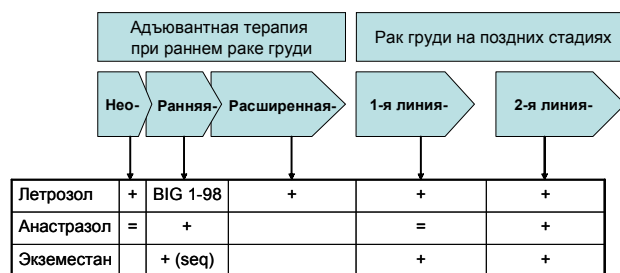 Адъювантная терапия
при раннем раке груди
Рак груди на поздних стадиях
Нео-
Ранняя-
Расширенная-
1-я линия-
2-я линия-
Летрозол + BIG 1-98 + + +
Анастразол = + = +
Экземестан + (seq) + +